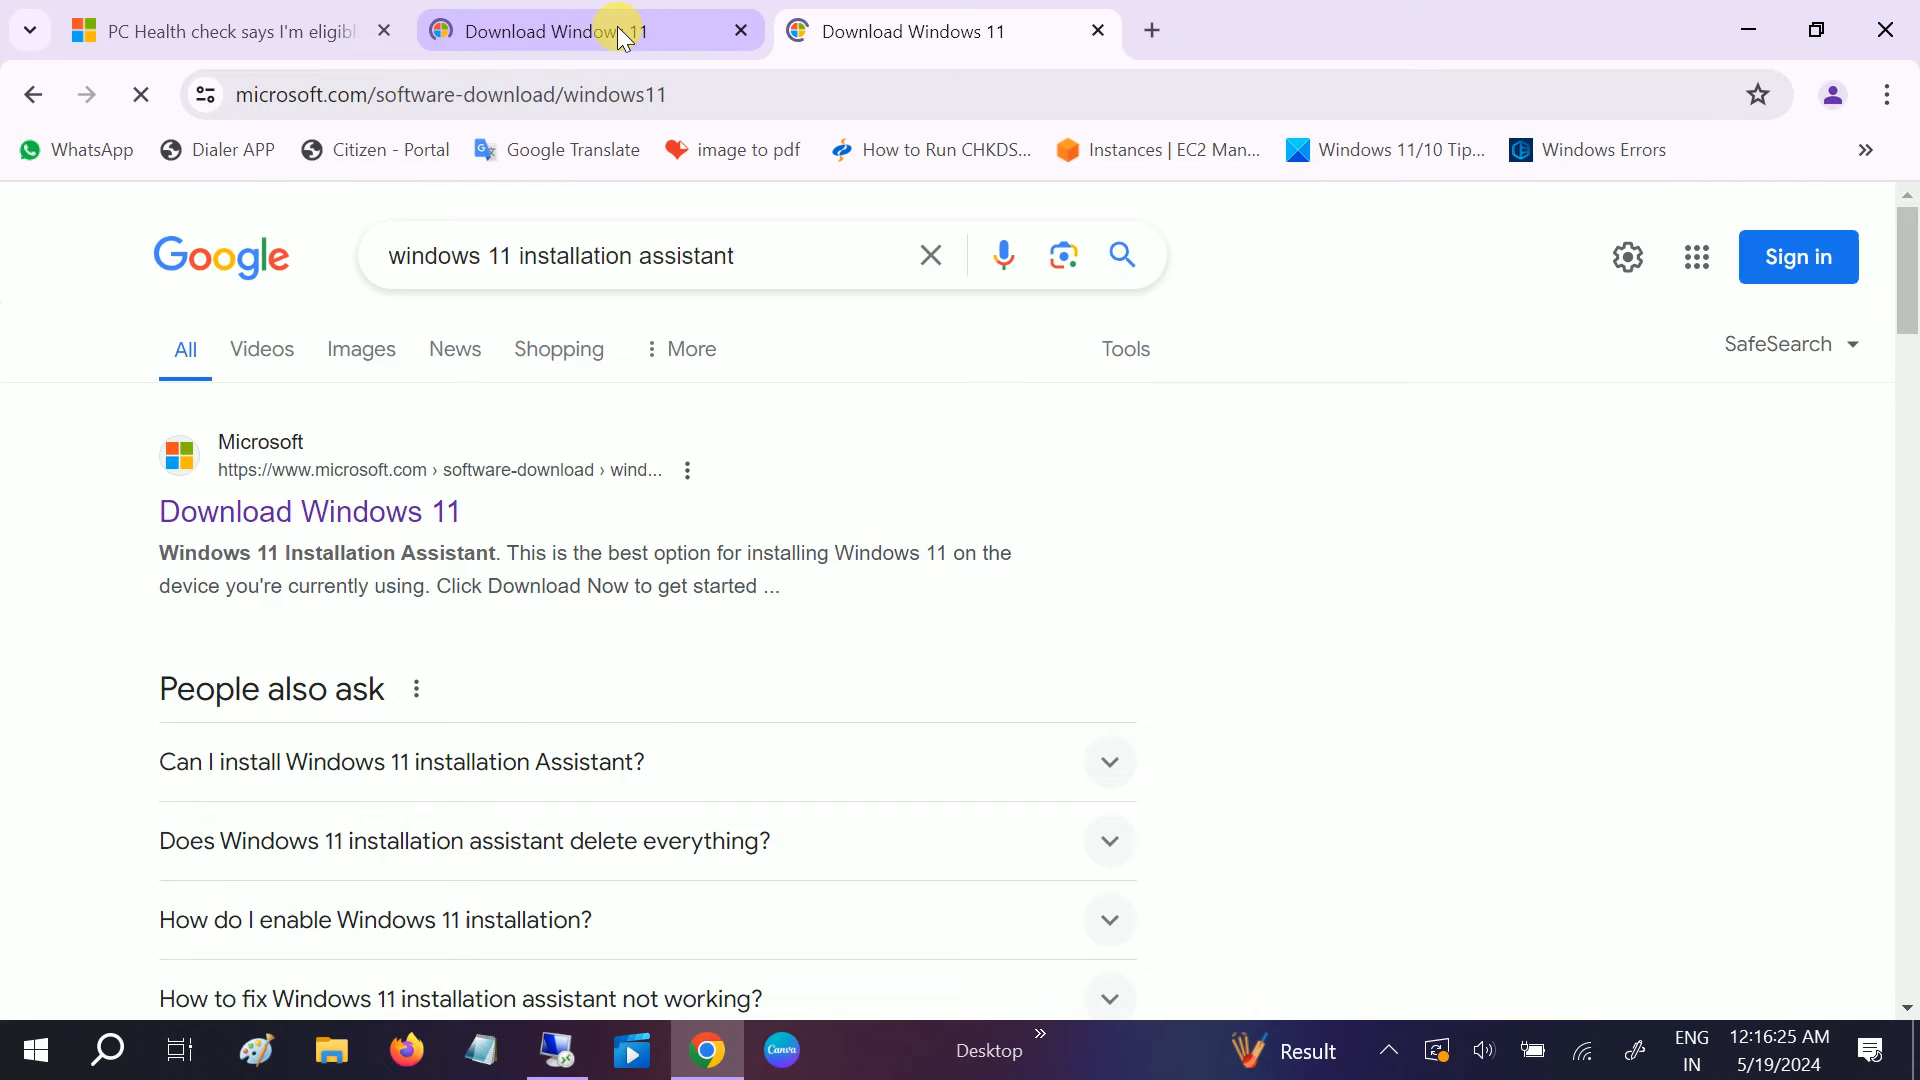 PC Health check says I'm eligibl
Download Window 11
Download Windows 11
microsoft.com/software-download/windows11
WhatsApp
Dialer APP
Citizen - Portal
Google Translate
image to pdf
How to Run CHKDS...
Instances | EC2 Man...
Windows 11/10 Tip...
Windows Errors
Google
windows 11 installation assistant
Sign in
All
Videos
Images
News
Shopping
More
Tools
SafeSearch
Microsoft
https://www.microsoft.com › software-download › wind...
Download Windows 11
Windows 11 Installation Assistant. This is the best option for installing Windows 11 on the
device you're currently using. Click Download Now to get started ...
People also ask
Can I install Windows 11 installation Assistant?
Does Windows 11 installation assistant delete everything?
How do I enable Windows 11 installation?
How to fix Windows 11 installation assistant not working?
Canva
Desktop
Result
ENG
IN
12:16:25 AM
5/19/2024